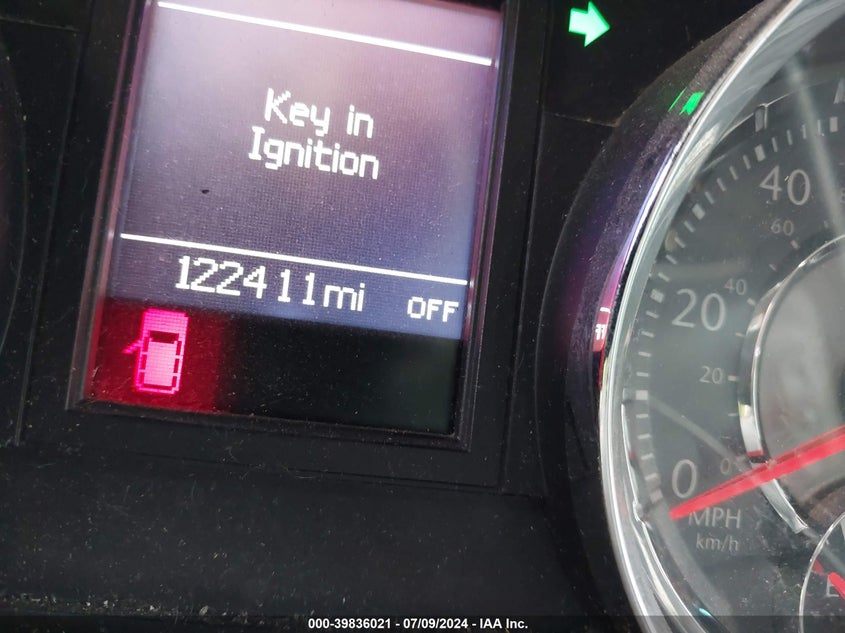 Key in
Ignition
122411mi OFF
40
60
40
20
20
0
0
MPH
km/h
E
000-39836021 - 07/09/2024 - IAA Inc.